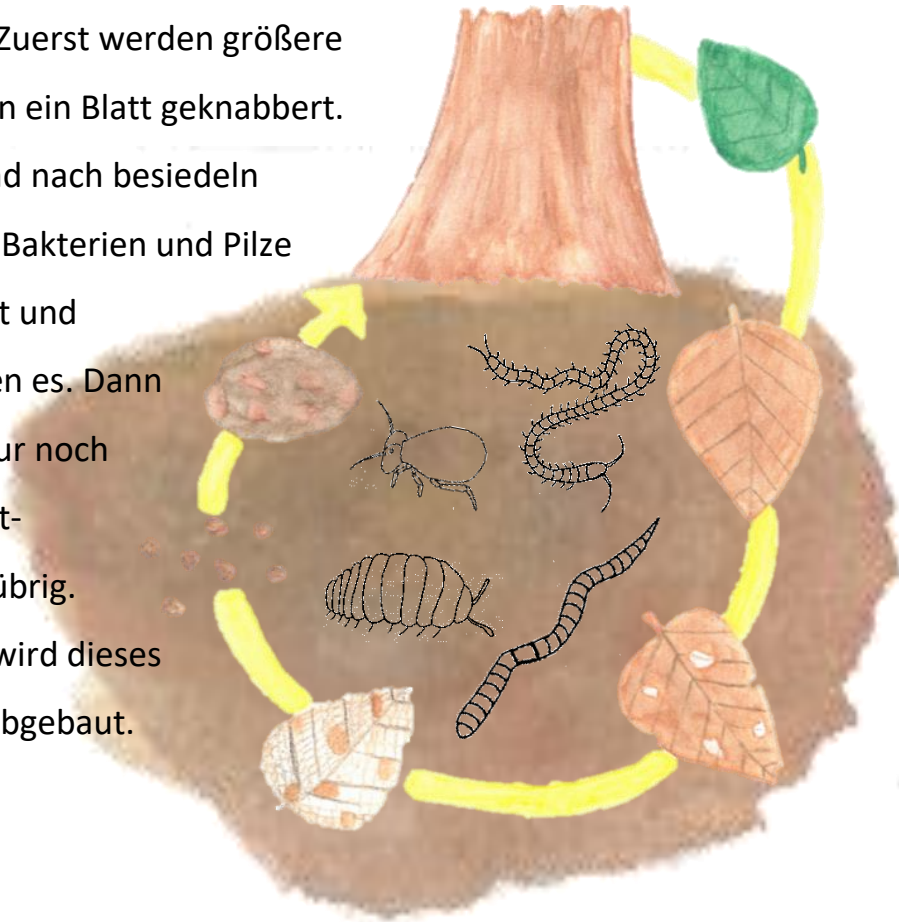 Zuerst werden größere
n ein Blatt geknabbert.
d nach besiedeln
Bakterien und Pilze
t und
en es. Dann
ur noch
t-
übrig.
wird dieses
bgebaut.